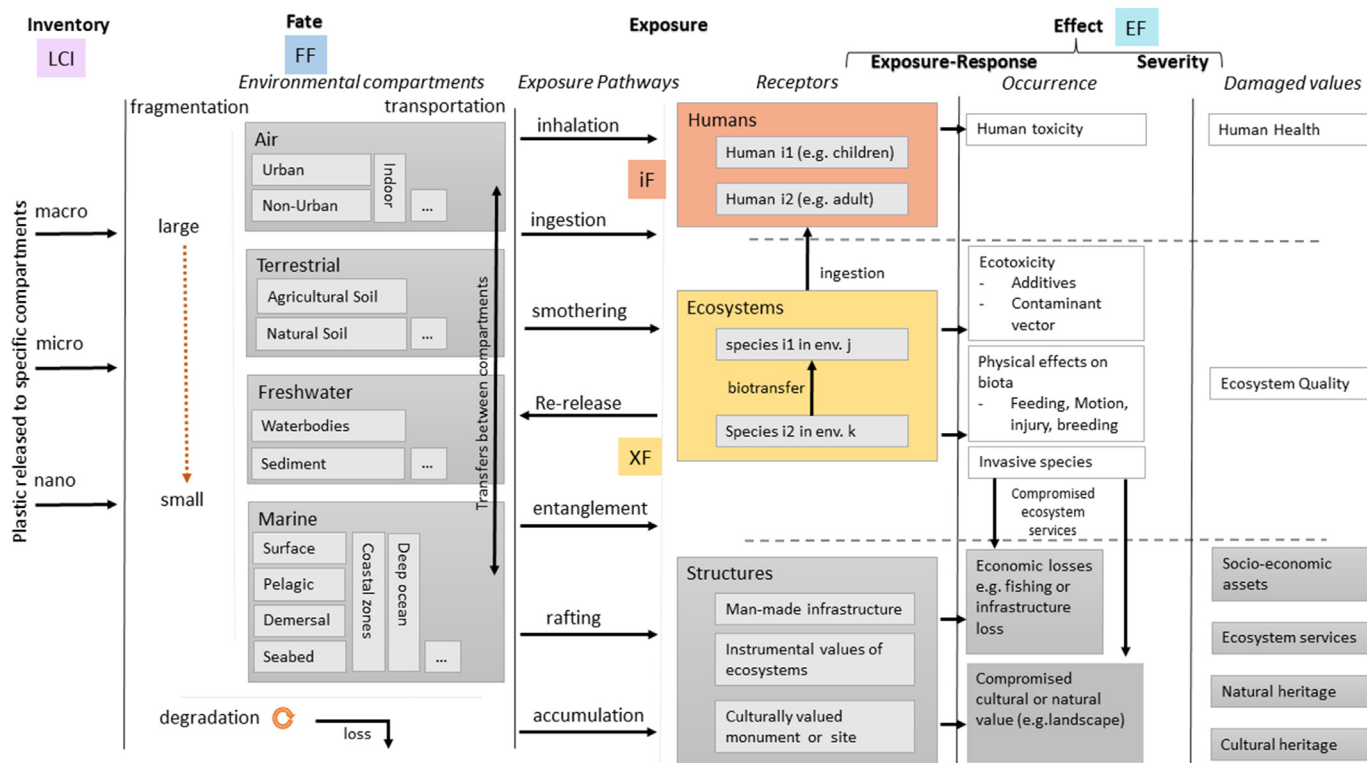 Inventory
LCI
Fate
FF
Exposure
Effect
EF
Exposure-Response
Severity
Environmental compartments
Exposure Pathways
Receptors
Occurrence
Damaged values
fragmentation
transportation
Plastic released to specific compartments
macro
micro
nano
large
small
Air
Urban
Non-Urban
Indoor
...
Terrestrial
Agricultural Soil
Natural Soil
...
Freshwater
Waterbodies
Sediment
...
Marine
Surface
Pelagic
Demersal
Seabed
Coastal zones
Deep ocean
...
Transfers between compartments
degradation
loss
inhalation
iF
ingestion
smothering
Re-release
XF
entanglement
rafting
accumulation
Humans
Human i1 (e.g. children)
Human i2 (e.g. adult)
ingestion
Ecosystems
species i1 in env. j
biotransfer
Species i2 in env. k
Structures
Man-made infrastructure
Instrumental values of
ecosystems
Culturally valued
monument or site
Human toxicity
Ecotoxicity
- Additives
- Contaminant
vector
Physical effects on
biota
- Feeding, Motion,
injury, breeding
Invasive species
Compromised
ecosystem
services
Economic losses
e.g. fishing or
infrastructure
loss
Compromised
cultural or natural
value (e.g.landscape)
Human Health
Ecosystem Quality
Socio-economic
assets
Ecosystem services
Natural heritage
Cultural heritage